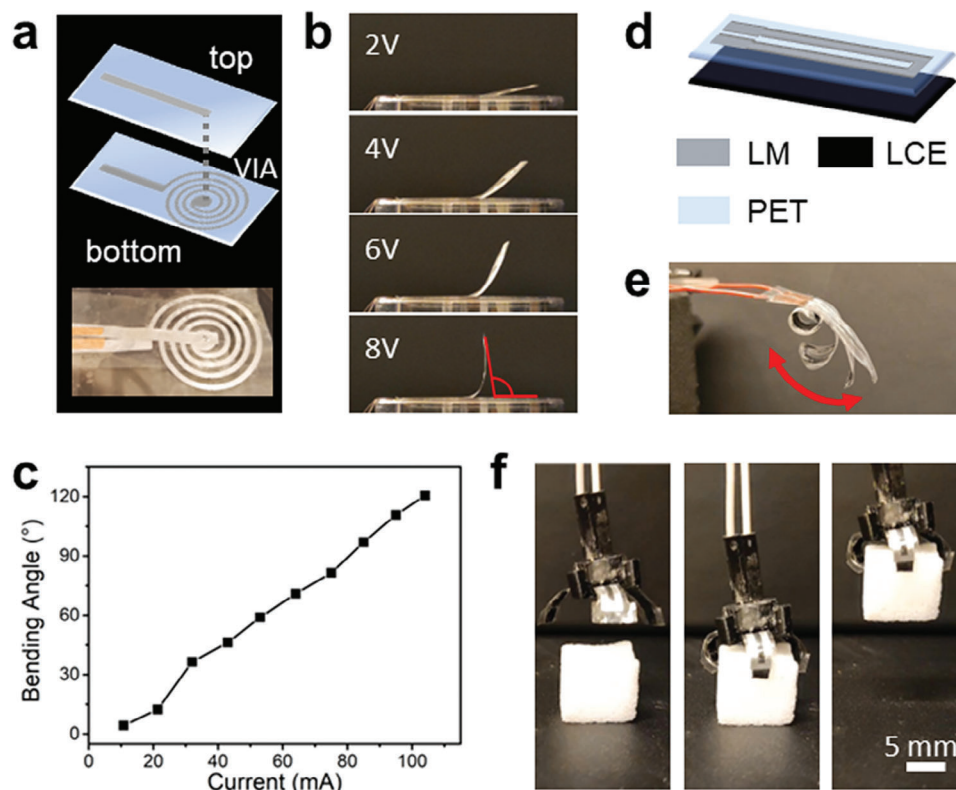 a
top
VIA
bottom
b
2V
4V
6V
8V
d
LM
LCE
PET
e
c
Bending Angle (°)
120
90
60
30
0
0
20
40
60
80
100
Current (mA)
f
5 mm